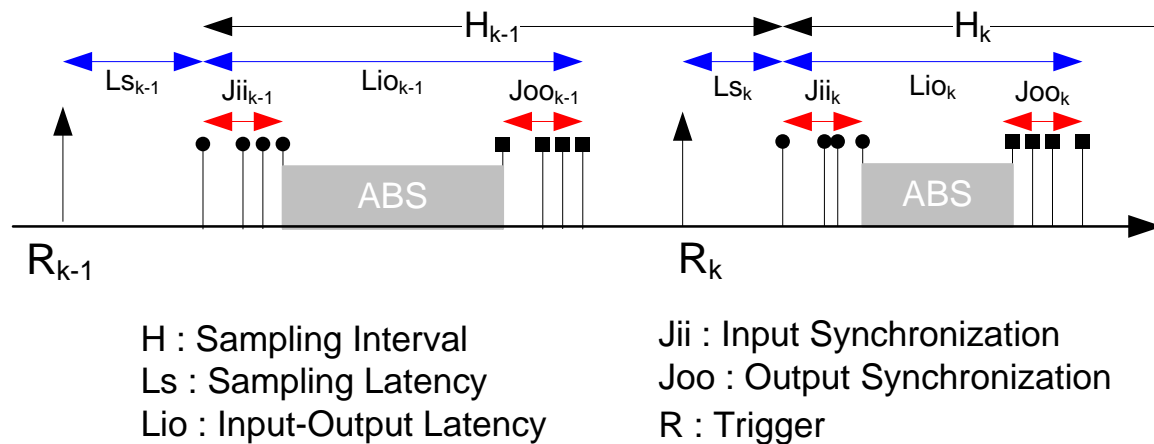 H_{k-1} H_k
Ls_{k-1} Jii_{k-1} Lio_{k-1} Joo_{k-1} Ls_k Jii_k Lio_k Joo_k
ABS ABS
R_{k-1} R_k
H : Sampling Interval
Ls : Sampling Latency
Lio : Input-Output Latency
Jii : Input Synchronization
Joo : Output Synchronization
R : Trigger